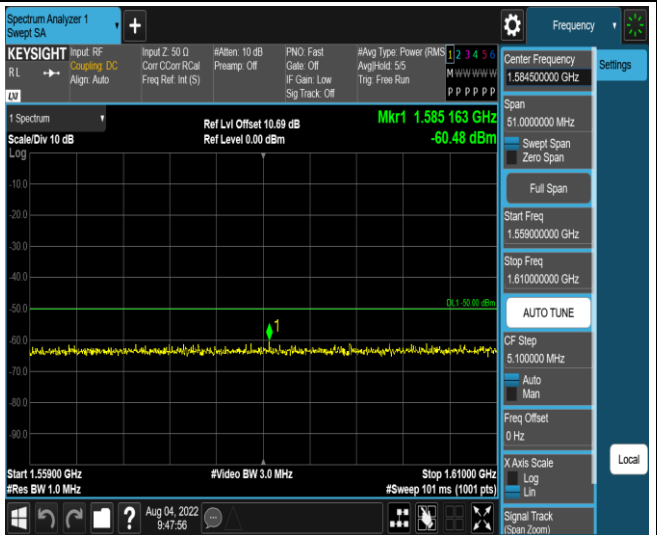 Spectrum Analyzer 1
Swept SA
+
Frequency
KEYSIGHT
RL
LXI
Input: RF
Coupling: DC
Align: Auto
Input Z: 50 Ω
Corr CCorr RCal
Freq Ref: Int (S)
#Atten: 10 dB
Preamp: Off
PNO: Fast
Gate: Off
IF Gain: Low
Sig Track: Off
#Avg Type: Power (RMS
Avg|Hold: 5/5
Trig: Free Run
1 2 3 4 5 6
M W W W W W
P P P P P P
1 Spectrum
Scale/Div 10 dB
Log
Ref Lvl Offset 10.69 dB
Ref Level 0.00 dBm
Mkr1 1.585 163 GHz
-60.48 dBm
-10.0
-20.0
-30.0
-40.0
-50.0
-60.0
-70.0
-80.0
-90.0
DL1 -50.00 dBm
1
Start 1.55900 GHz
#Res BW 1.0 MHz
#Video BW 3.0 MHz
Stop 1.61000 GHz
#Sweep 101 ms (1001 pts)
?
Aug 04, 2022
9:47:56
Center Frequency
1.584500000 GHz
Settings
Span
51.0000000 MHz
Swept Span
Zero Span
Full Span
Start Freq
1.559000000 GHz
Stop Freq
1.610000000 GHz
AUTO TUNE
CF Step
5.100000 MHz
Auto
Man
Freq Offset
0 Hz
X Axis Scale
Log
Lin
Local
Signal Track
(Span Zoom)